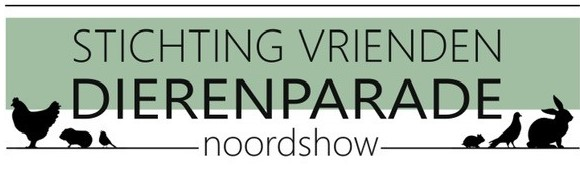 STICHTING VRIENDEN
DIERENPARADE
noordshow